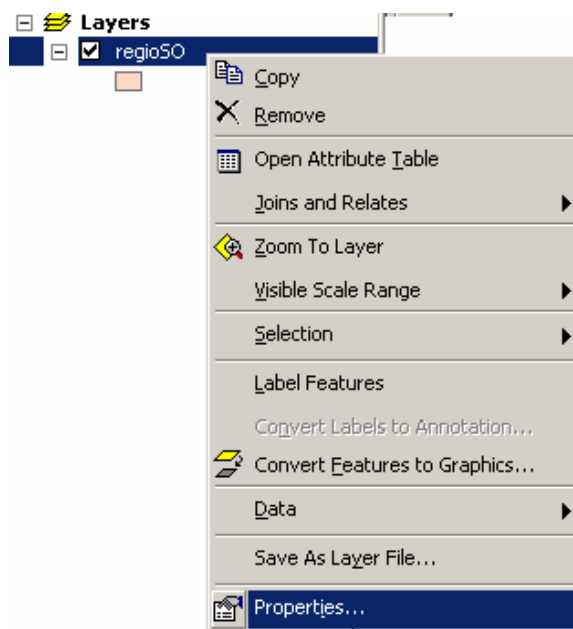 Layers
regioSO
Copy
Remove
Open Attribute Table
Joins and Relates
Zoom To Layer
Visible Scale Range
Selection
Label Features
Convert Labels to Annotation...
Convert Features to Graphics...
Data
Save As Layer File...
Properties...